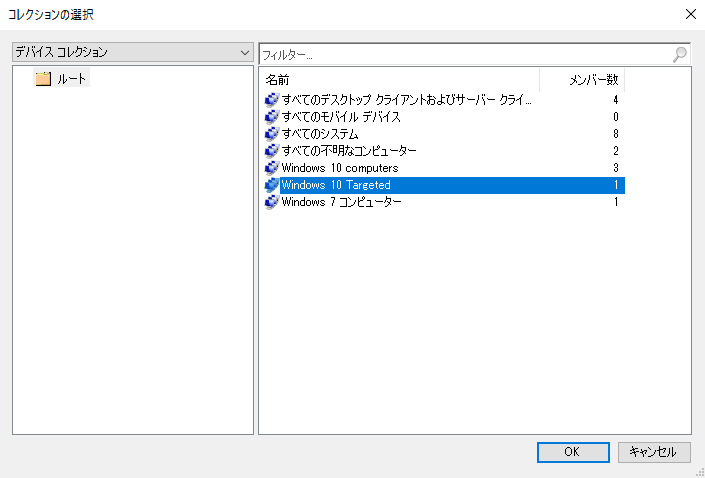 コレクションの選択
デバイス コレクション
フィルター...
ルート
名前 メンバー数
すべてのデスクトップ クライアントおよびサーバー クライ... 4
すべてのモバイル デバイス 0
すべてのシステム 8
すべての不明なコンピューター 2
Windows 10 computers 3
Windows 10 Targeted 1
Windows 7 コンピューター 1
OK キャンセル